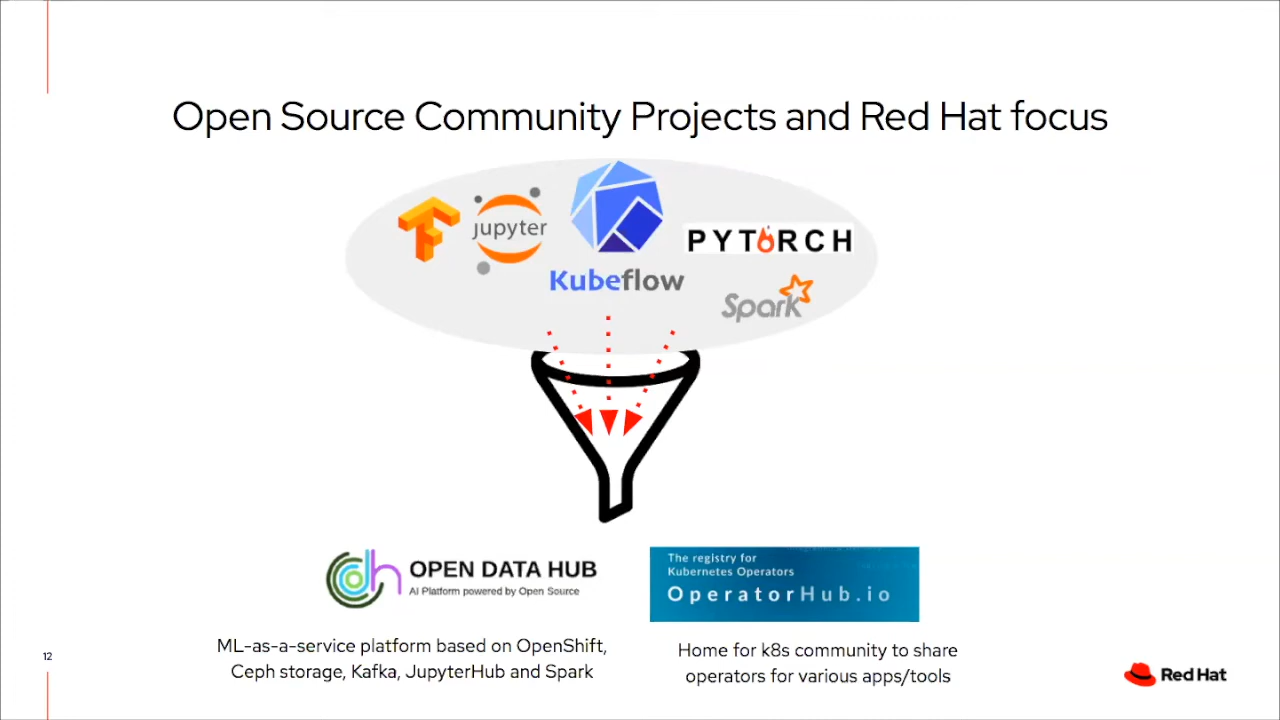 Open Source Community Projects and Red Hat focus
jupyter
Kubeflow
PYTORCH
Spark
OPEN DATA HUB
AI Platform powered by Open Source
The registry for
Kubernetes Operators
OperatorHub.io
ML-as-a-service platform based on OpenShift,
Ceph storage, Kafka, JupyterHub and Spark
Home for k8s community to share
operators for various apps/tools
12
Red Hat